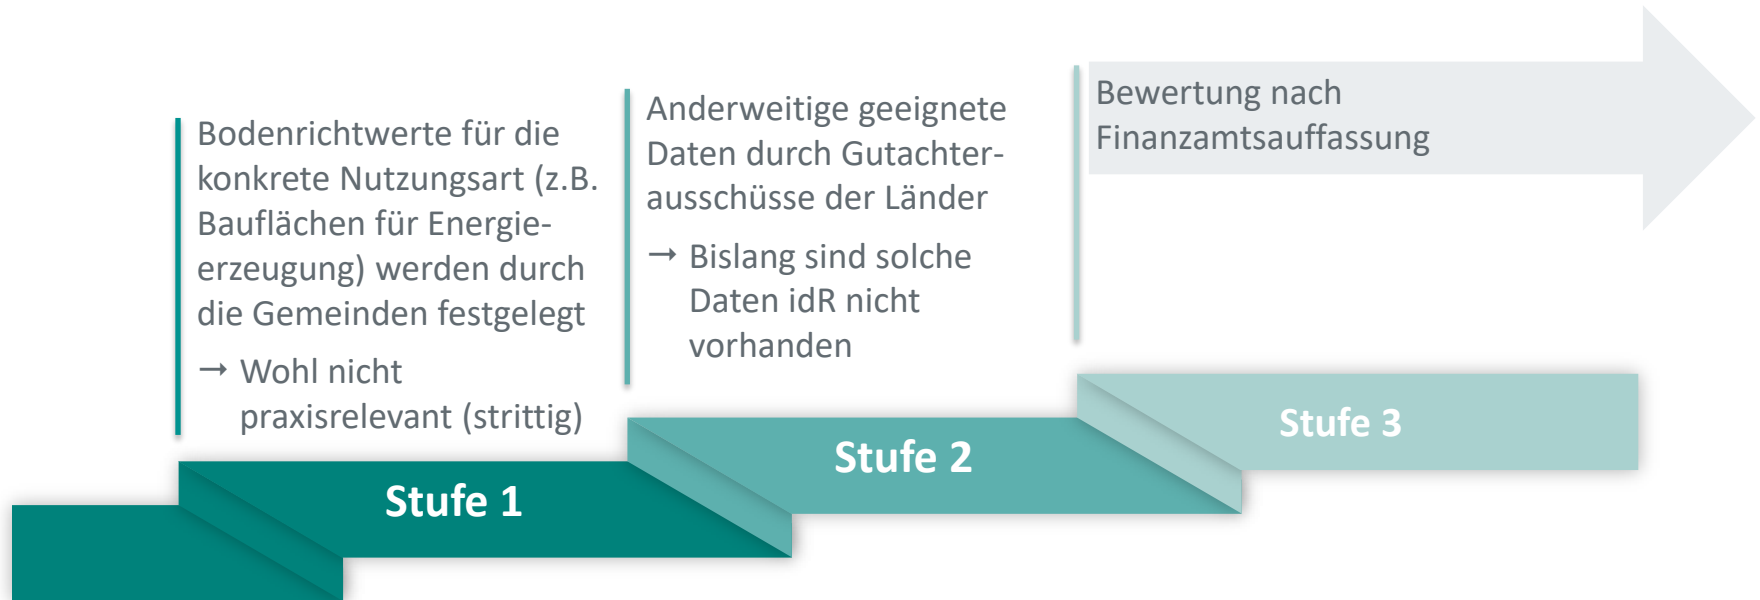 Bodenrichtwerte für die
konkrete Nutzungsart (z.B.
Bauflächen für Energie-
erzeugung) werden durch
die Gemeinden festgelegt
→ Wohl nicht
praxisrelevant (strittig)
Stufe 1
Anderweitige geeignete
Daten durch Gutachter-
ausschüsse der Länder
→ Bislang sind solche
Daten idR nicht
vorhanden
Stufe 2
Bewertung nach
Finanzamtsauffassung
Stufe 3